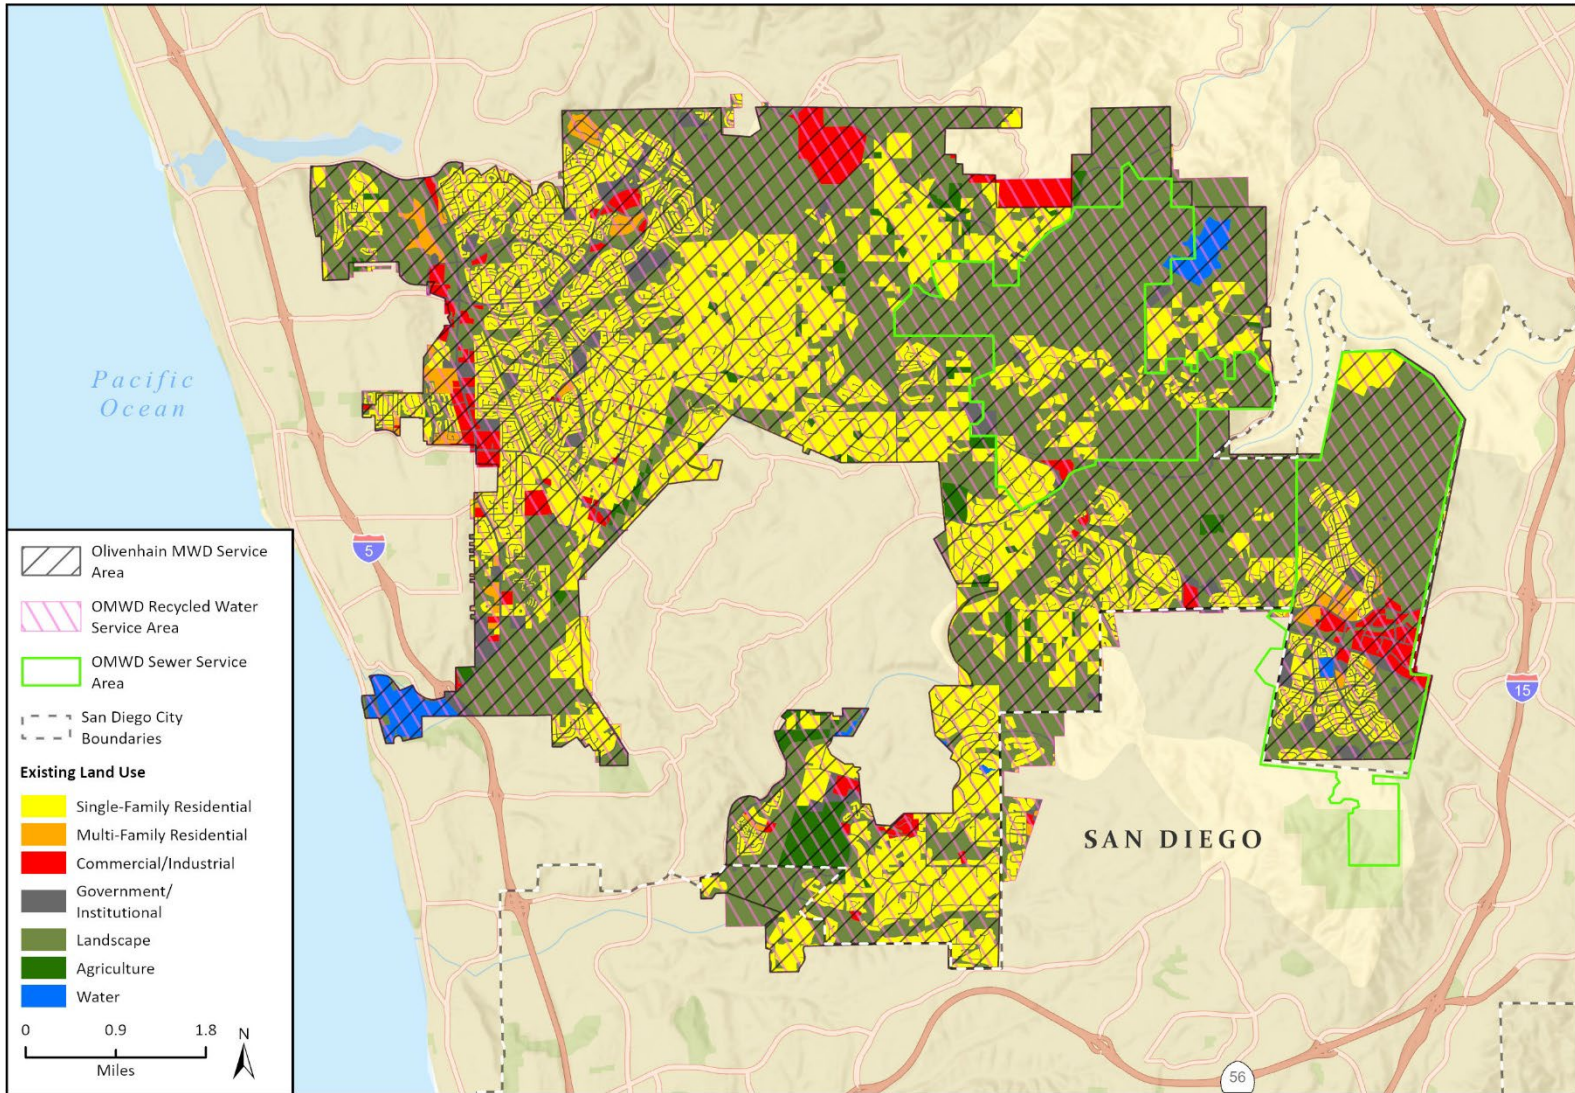 Pacific
Ocean
5
15
SAN DIEGO
56
Olivenhain MWD Service
Area
OMWD Recycled Water
Service Area
OMWD Sewer Service
Area
San Diego City
Boundaries
Existing Land Use
Single-Family Residential
Multi-Family Residential
Commercial/Industrial
Government/
Institutional
Landscape
Agriculture
Water
0 0.9 1.8
Miles
N